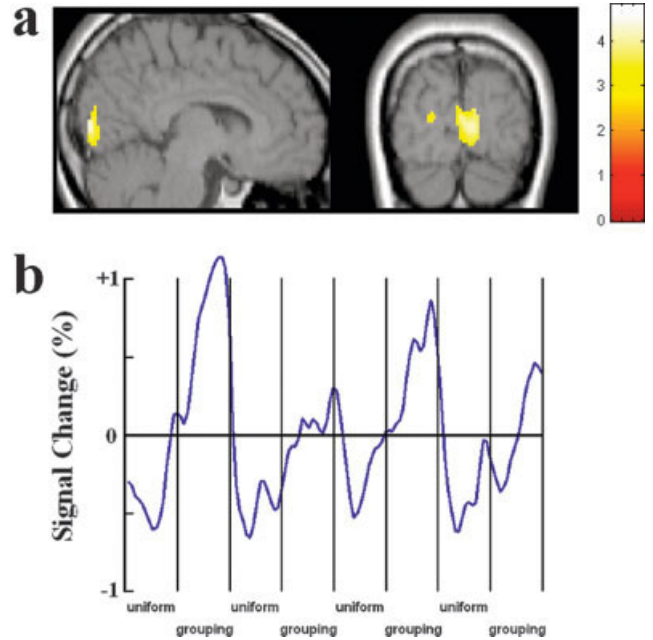 a
4
3
2
1
0
b
Signal Change (%)
+1
0
-1
uniform
uniform
uniform
uniform
grouping
grouping
grouping
grouping